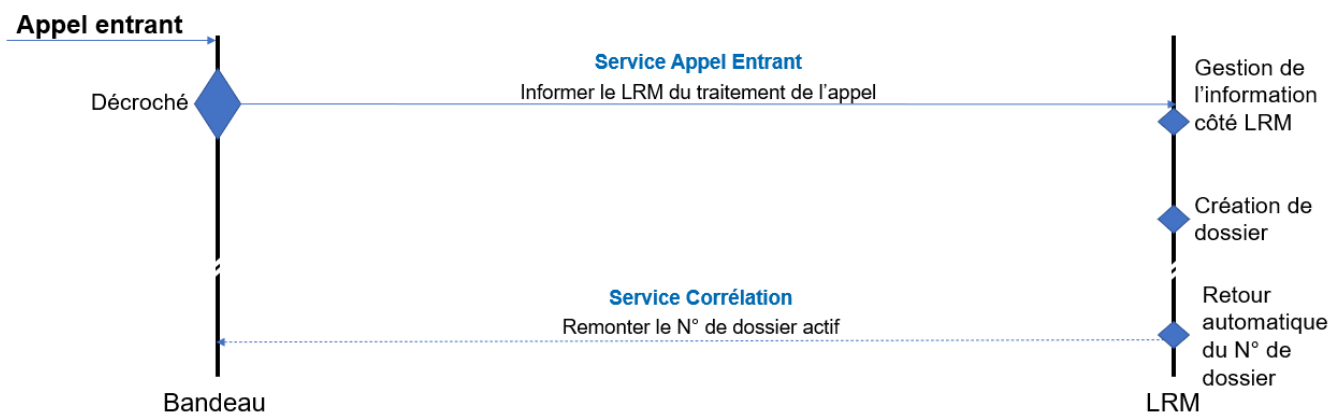 Appel entrant
Service Appel Entrant
Informer le LRM du traitement de l'appel
Décroché
Gestion de
l'information
côté LRM
Création de
dossier
Service Corrélation
Remonter le N° de dossier actif
Retour
automatique
du N° de
dossier
Bandeau
LRM